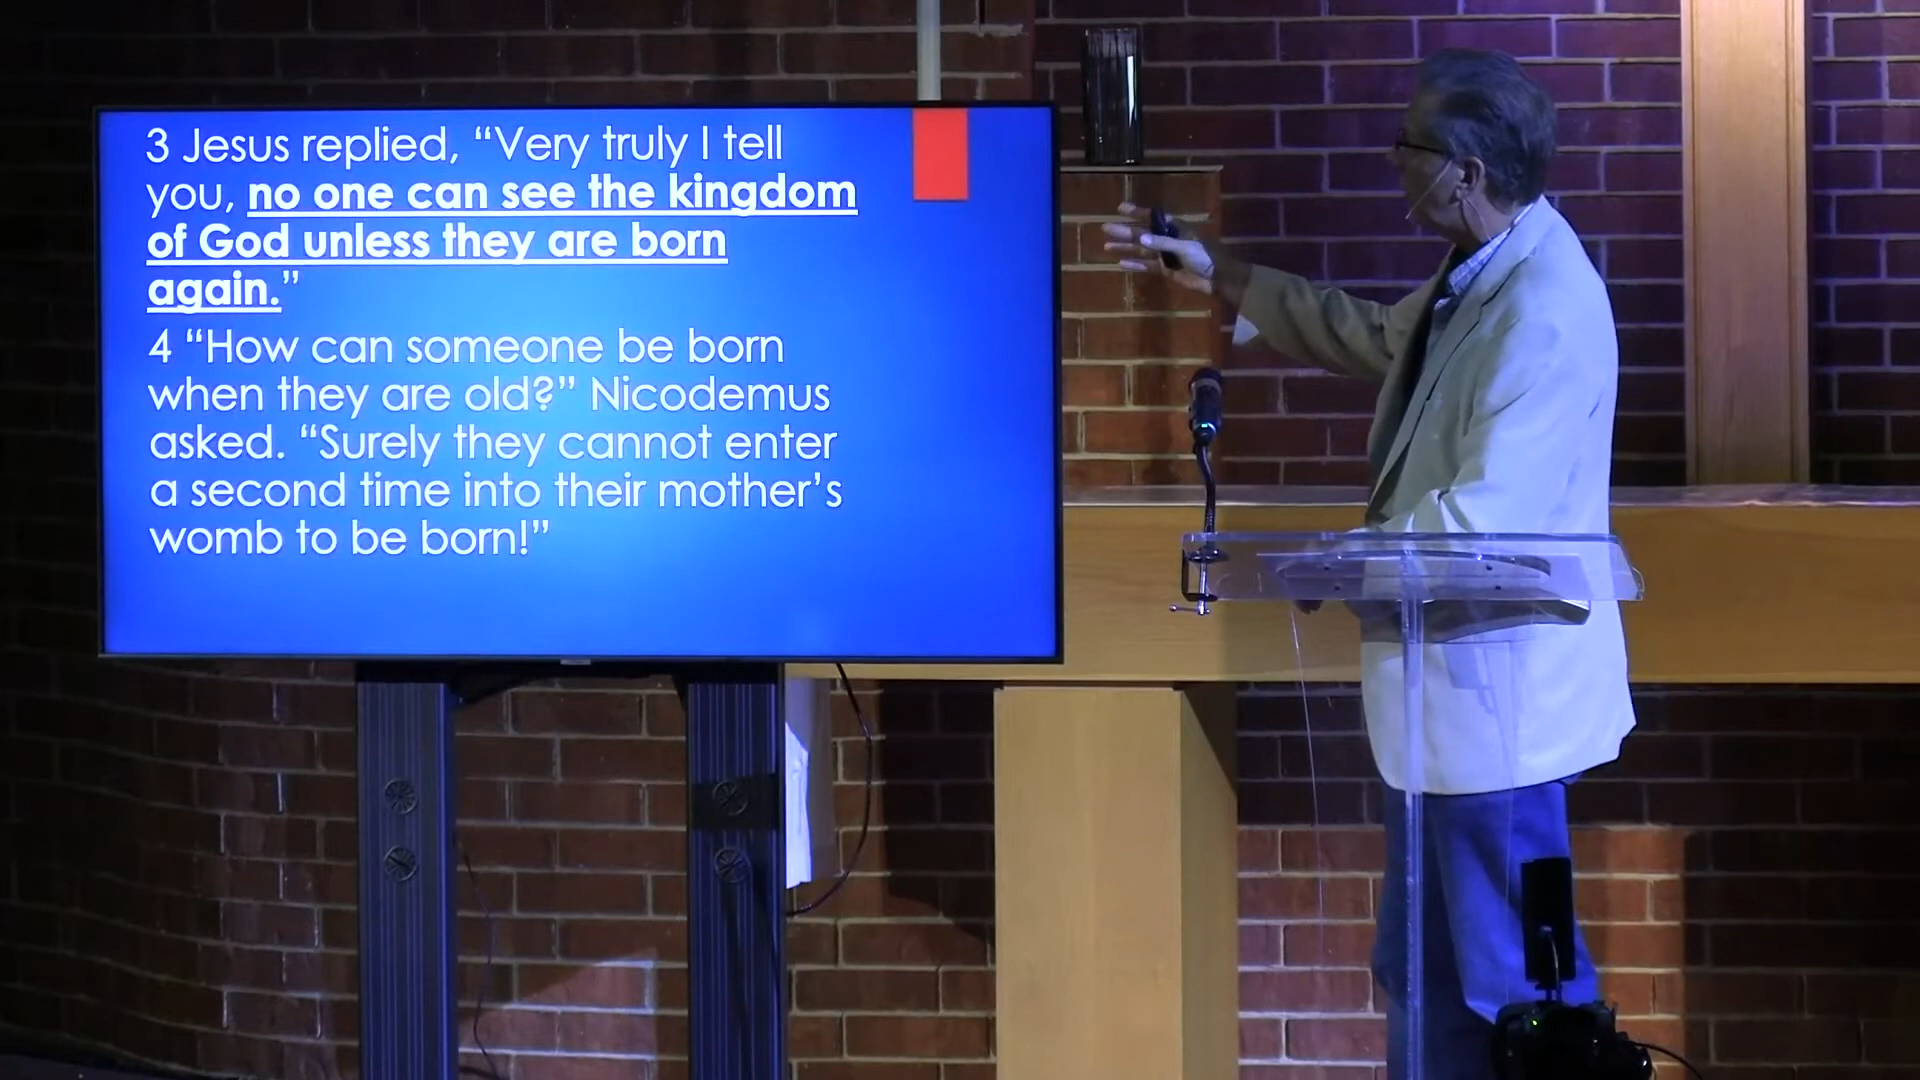 3 Jesus replied, “Very truly I tell
you, no one can see the kingdom
of God unless they are born
again.”
4 “How can someone be born
when they are old?” Nicodemus
asked. “Surely they cannot enter
a second time into their mother’s
womb to be born!”